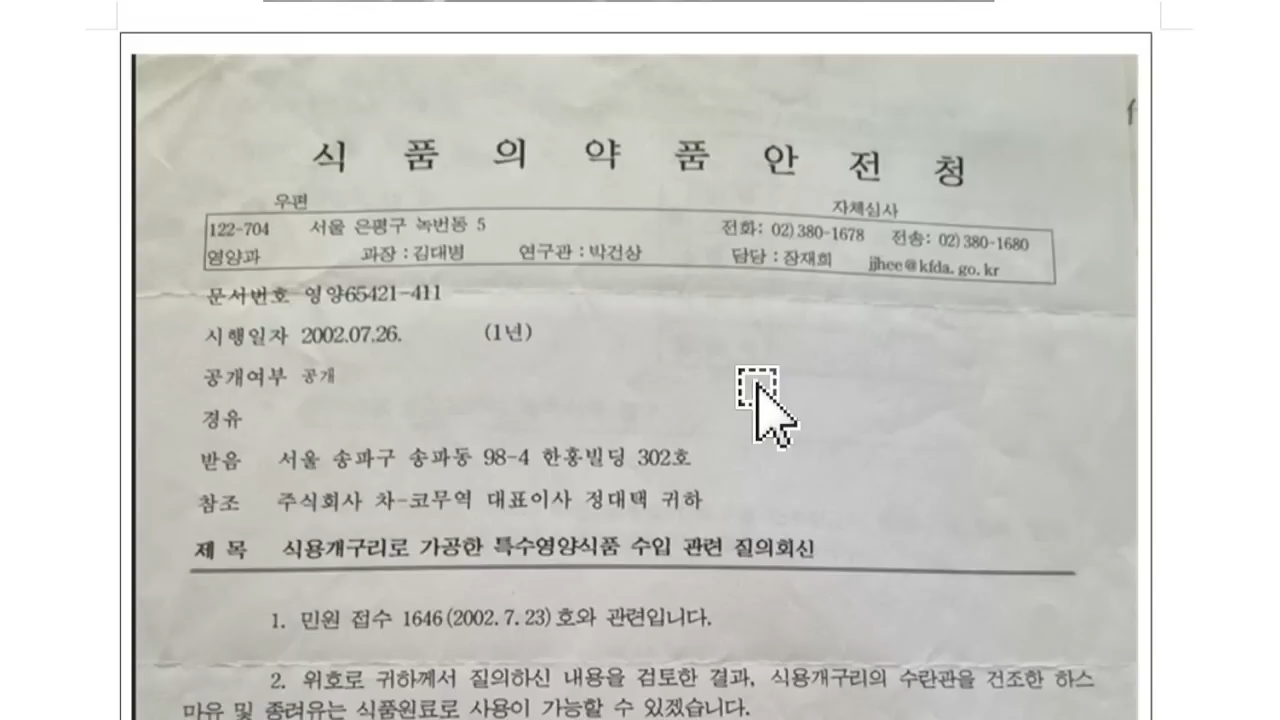 식 품 의 약 품 안 전 청
우편 자체심사
122-704 서울 은평구 녹번동 5 전화: 02)380-1678 전송: 02)380-1680
영양과 과장 : 김대병 연구관 : 박건상 담당 : 장재희 jjhee@kfda.go.kr
문서번호 영양65421-411
시행일자 2002.07.26. (1년)
공개여부 공개
경유
받음 서울 송파구 송파동 98-4 한홍빌딩 302호
참조 주식회사 차-코무역 대표이사 정대택 귀하
제 목 식용개구리로 가공한 특수영양식품 수입 관련 질의회신
1. 민원 접수 1646(2002.7.23)호와 관련입니다.
2. 위호로 귀하께서 질의하신 내용을 검토한 결과, 식용개구리의 수란관을 건조한 하스
마유 및 종려유는 식품원료로 사용이 가능할 수 있겠습니다.